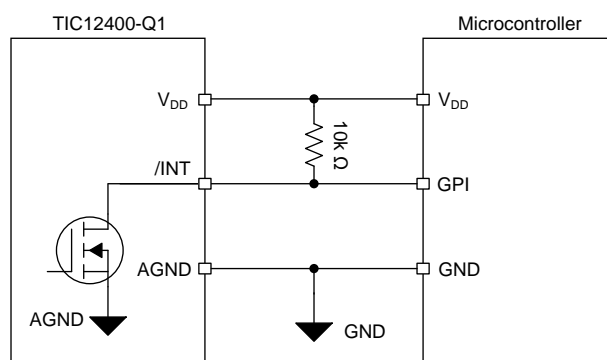 TIC12400-Q1
Microcontroller
VDD
VDD
10k Ω
/INT
GPI
AGND
GND
AGND
GND